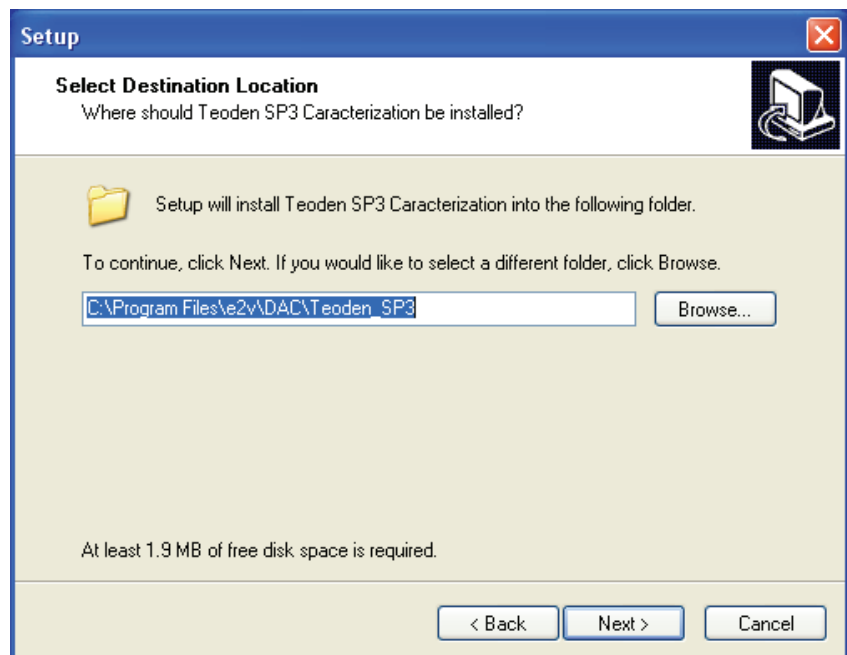 Setup
Select Destination Location
Where should Teoden SP3 Caracterization be installed?
Setup will install Teoden SP3 Caracterization into the following folder.
To continue, click Next. If you would like to select a different folder, click Browse.
C:\Program Files\e2v\DAC\Teoden_SP3
Browse...
At least 1.9 MB of free disk space is required.
< Back
Next >
Cancel